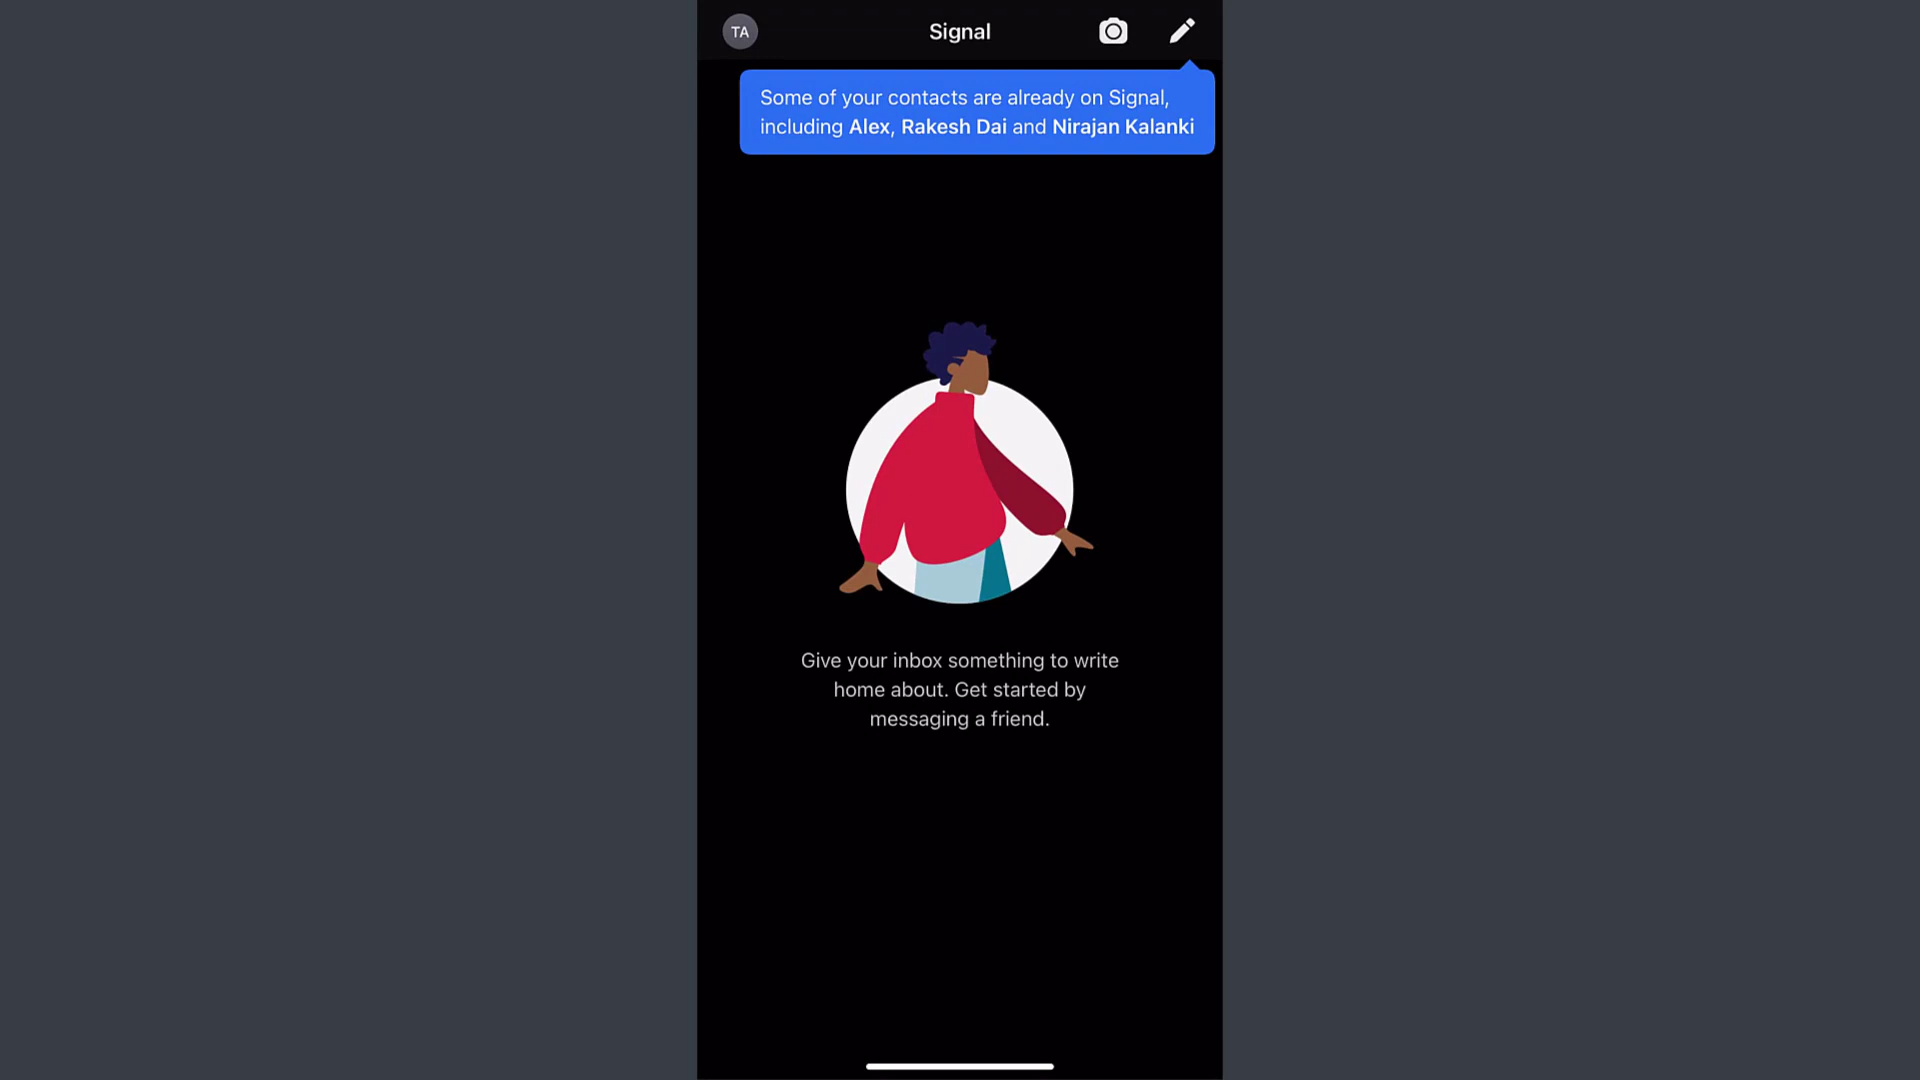 TA
Signal
Some of your contacts are already on Signal,
including Alex, Rakesh Dai and Nirajan Kalanki
Give your inbox something to write
home about. Get started by
messaging a friend.